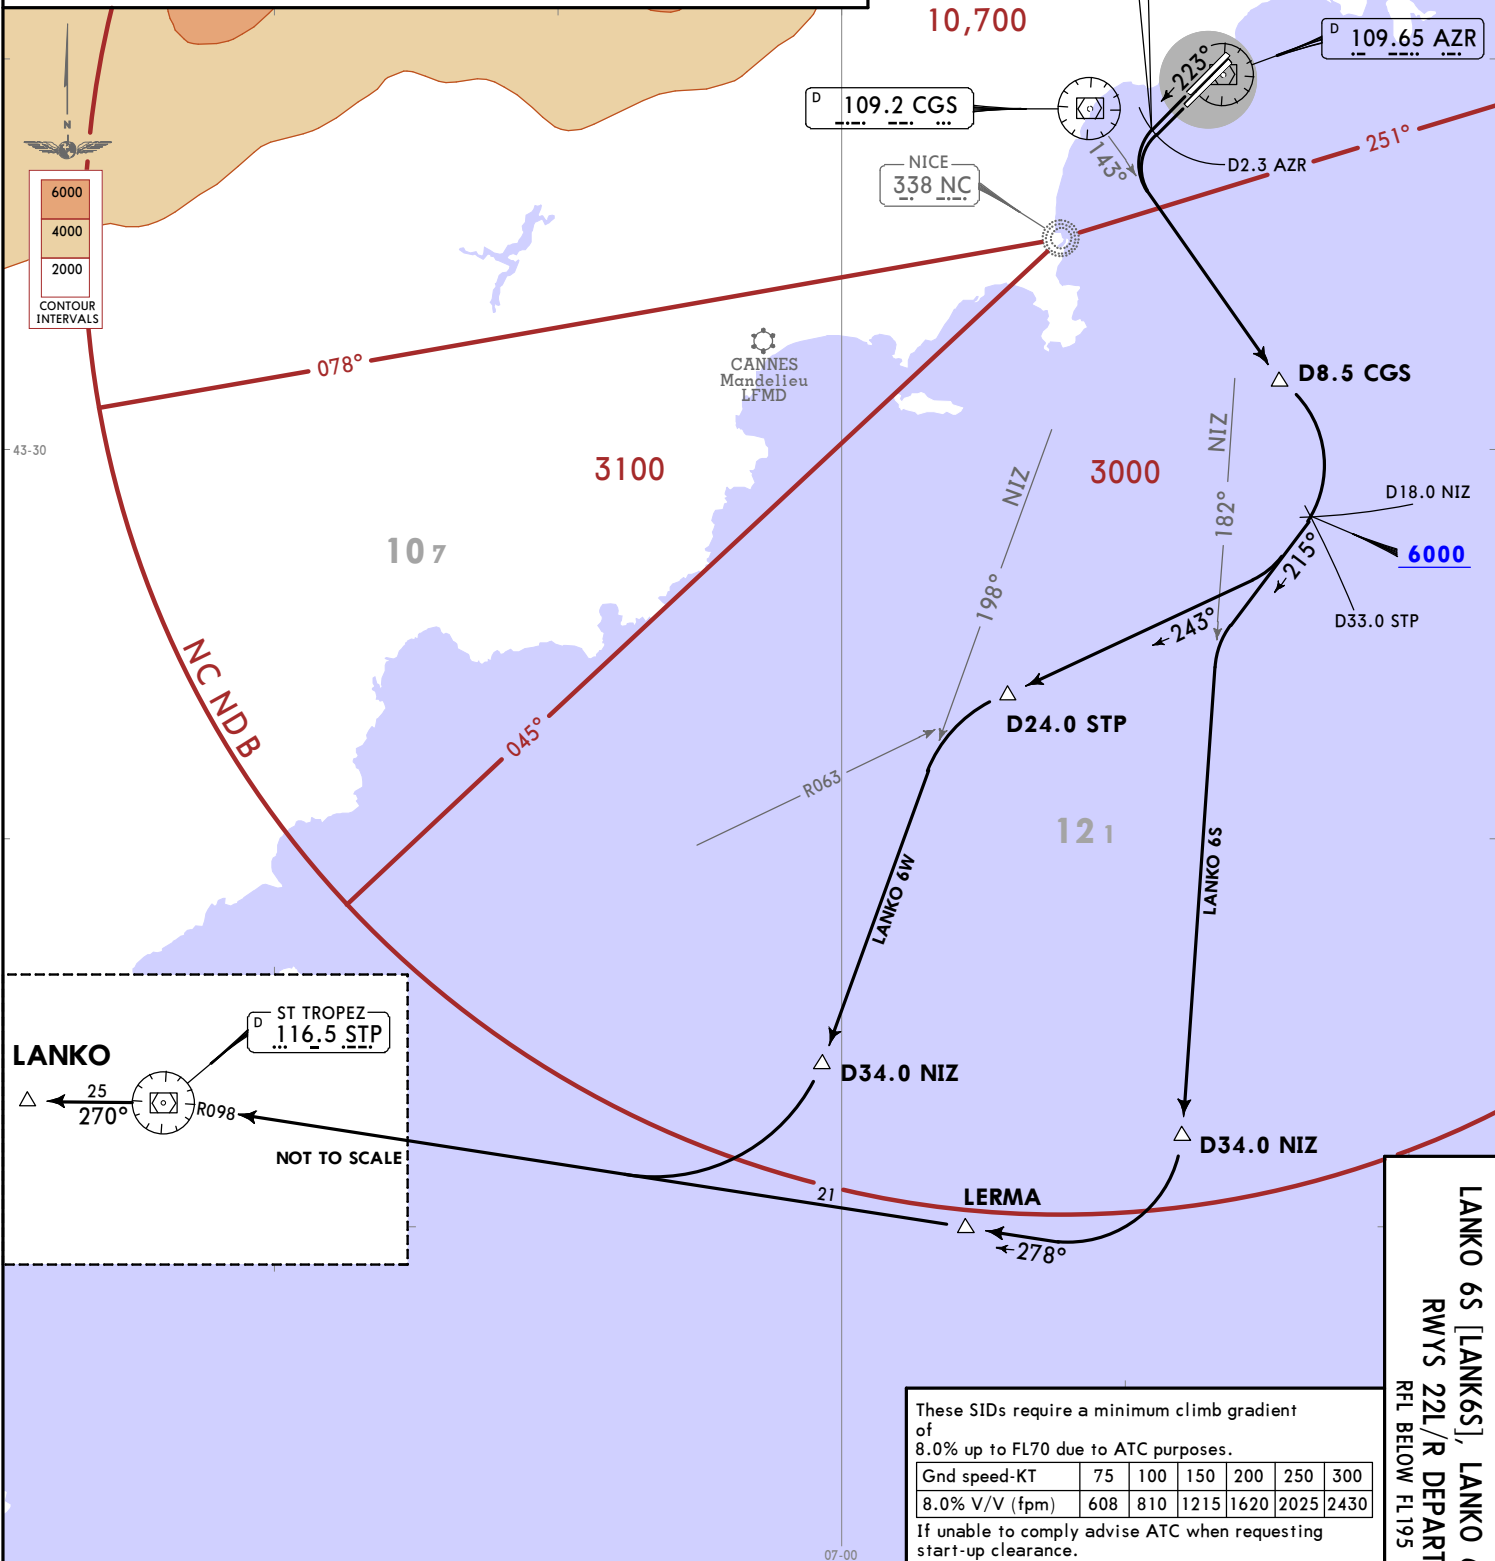 10,700
D 109.65 AZR
223°
D 109.2 CGS
143°
251°
D2.3 AZR
NICE
338 NC
N
6000
4000
2000
CONTOUR
INTERVALS
078°
CANNES
Mandelieu
LFMD
D8.5 CGS
43-30
3100
3000
NIZ
182°
NIZ
198°
D18.0 NIZ
6000
215°
D33.0 STP
107
243°
NC NDB
045°
D24.0 STP
R063
121
LANKO 6W
LANKO 6S
ST TROPEZ
D 116.5 STP
LANKO
25
270°
R098
NOT TO SCALE
D34.0 NIZ
D34.0 NIZ
21
LERMA
278°
LANKO 6S [LANK6S], LANKO
RWYS 22L/R DEPART
RFL BELOW FL195
These SIDs require a minimum climb gradient
of
8.0% up to FL70 due to ATC purposes.
Gnd speed-KT 75 100 150 200 250 300
8.0% V/V (fpm) 608 810 1215 1620 2025 2430
If unable to comply advise ATC when requesting
start-up clearance.
07-00